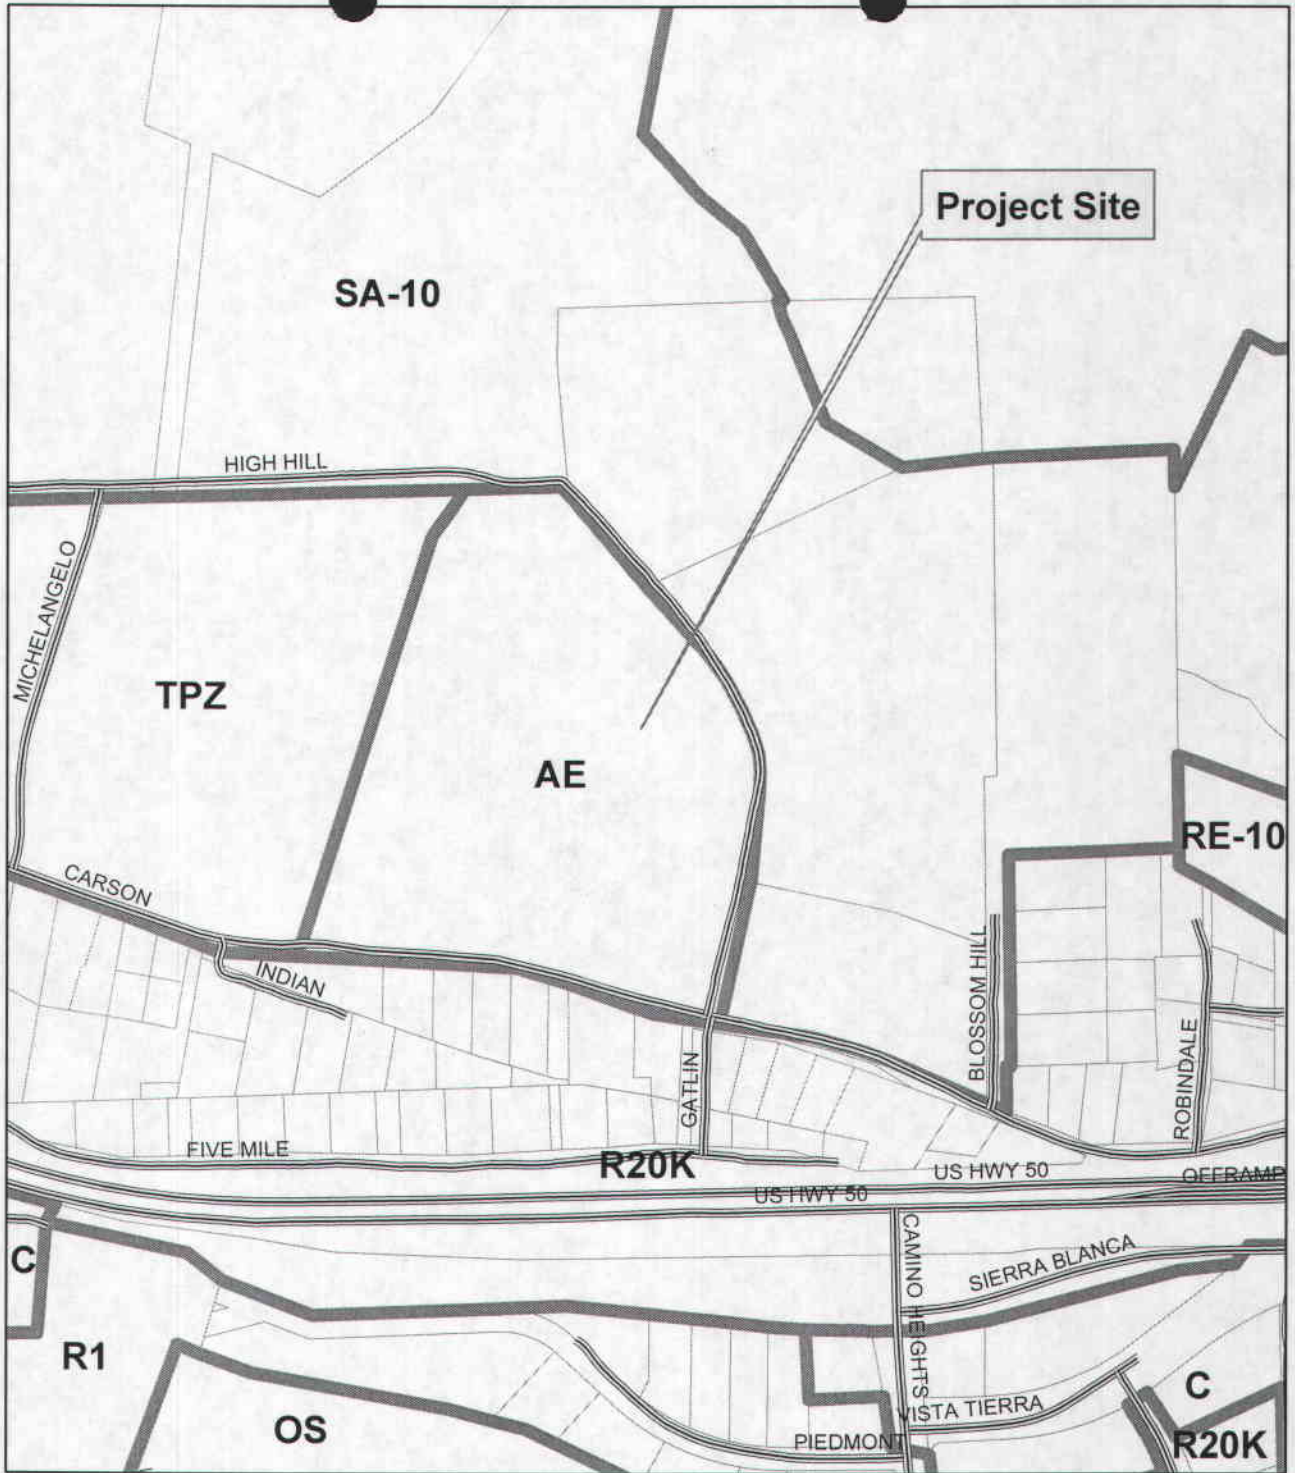 Project Site
SA-10
HIGH HILL
MICHELANGELO
TPZ
AE
RE-10
CARSON
INDIAN
BLOSSOM HILL
ROBINDALE
GATLIN
FIVE MILE
R20K
US HWY 50
US HWY 50
OFFRAMP
C
CAMINO HEIGHTS
SIERRA BLANCA
R1
OS
VISTA TIERRA
C
PIEDMONT
R20K